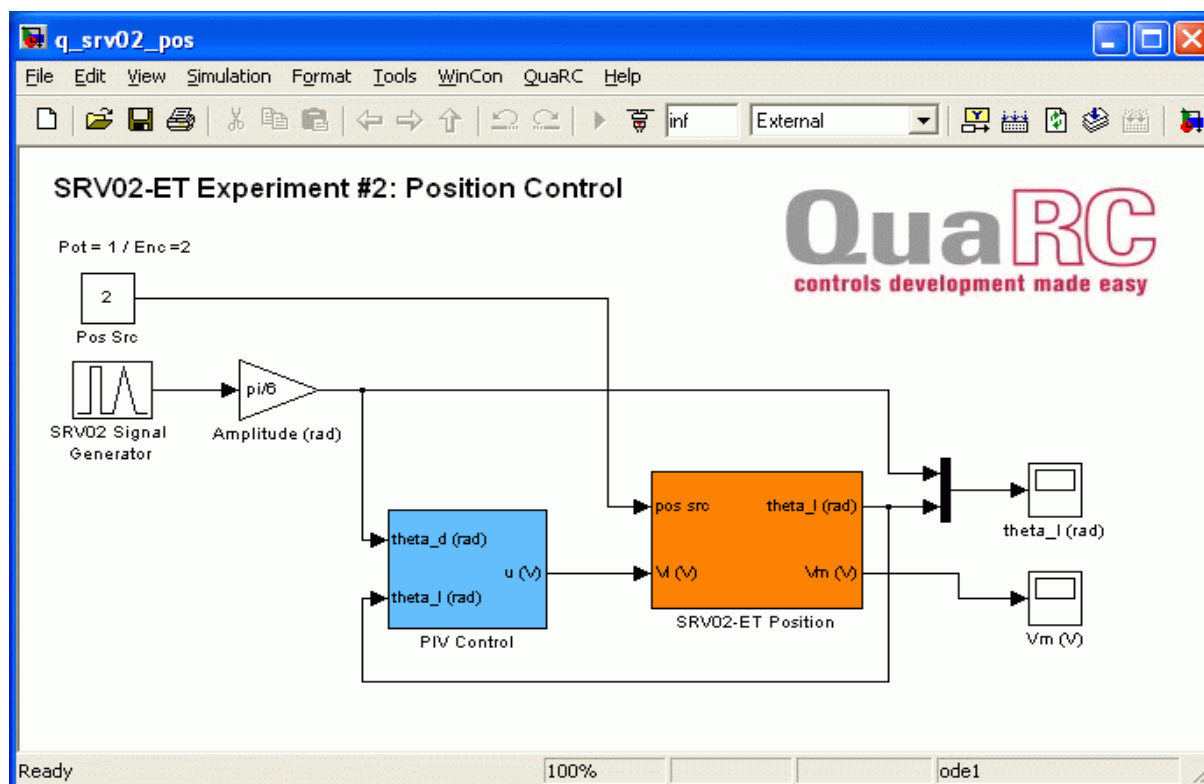 q_srv02_pos
File Edit View Simulation Format Tools WinCon QuaRC Help
inf External
SRV02-ET Experiment #2: Position Control
QuaRC
controls development made easy
Pot = 1 / Enc =2
2
Pos Src
pi/6
SRV02 Signal
Generator
Amplitude (rad)
pos src theta_l (rad)
theta_l (rad)
theta_d (rad)
u (V)
Vi (V) Vm (V)
theta_l (rad)
SRV02-ET Position
PIV Control
Vm (V)
Ready 100% ode1